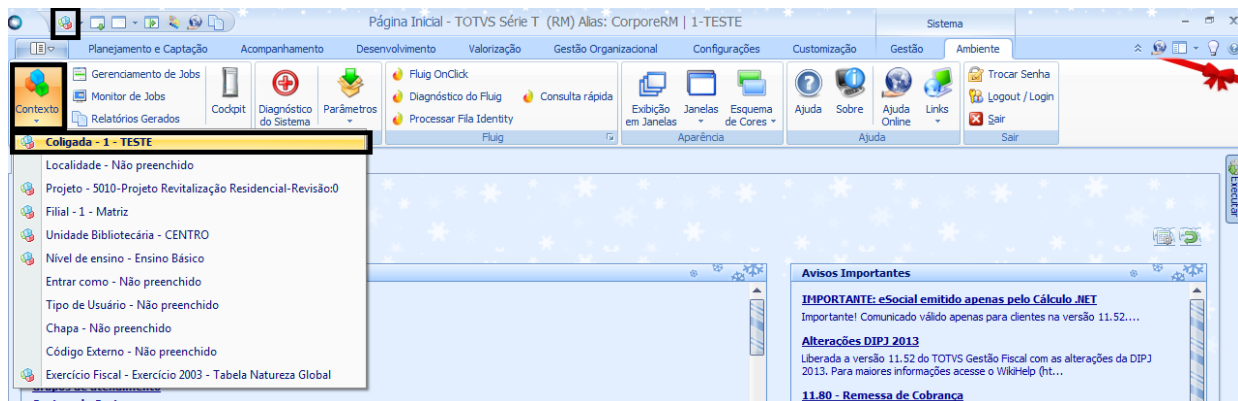 Página Inicial - TOTVS Série T (RM) Alias: CorporeRM | 1-TESTE
Sistema
Planejamento e Captação
Acompanhamento
Desenvolvimento
Valorização
Gestão Organizacional
Configurações
Customização
Gestão
Ambiente
Contexto
Gerenciamento de Jobs
Monitor de Jobs
Relatórios Gerados
Cockpit
Diagnóstico
do Sistema
Parâmetros
Fluig OnClick
Diagnóstico do Fluig
Consulta rápida
Processar Fila Identity
Fluig
Exibição
em Janelas
Janelas
Esquema
de Cores
Aparência
Ajuda
Sobre
Ajuda
Online
Links
Ajuda
Trocar Senha
Logout / Login
Sair
Sair
Coligada - 1 - TESTE
Localidade - Não preenchido
Projeto - 5010-Projeto Revitalização Residencial-Revisão:0
Filial - 1 - Matriz
Unidade Bibliotecária - CENTRO
Nível de ensino - Ensino Básico
Entrar como - Não preenchido
Tipo de Usuário - Não preenchido
Chapa - Não preenchido
Código Externo - Não preenchido
Exercício Fiscal - Exercício 2003 - Tabela Natureza Global
Executar
Avisos Importantes
IMPORTANTE: eSocial emitido apenas pelo Cálculo .NET
Importante! Comunicado válido apenas para clientes na versão 11.52....
Alterações DIPJ 2013
Liberada a versão 11.52 do TOTVS Gestão Fiscal com as alterações da DIPJ
2013. Para maiores informações acesse o WikiHelp (ht...
11.80 - Remessa de Cobrança